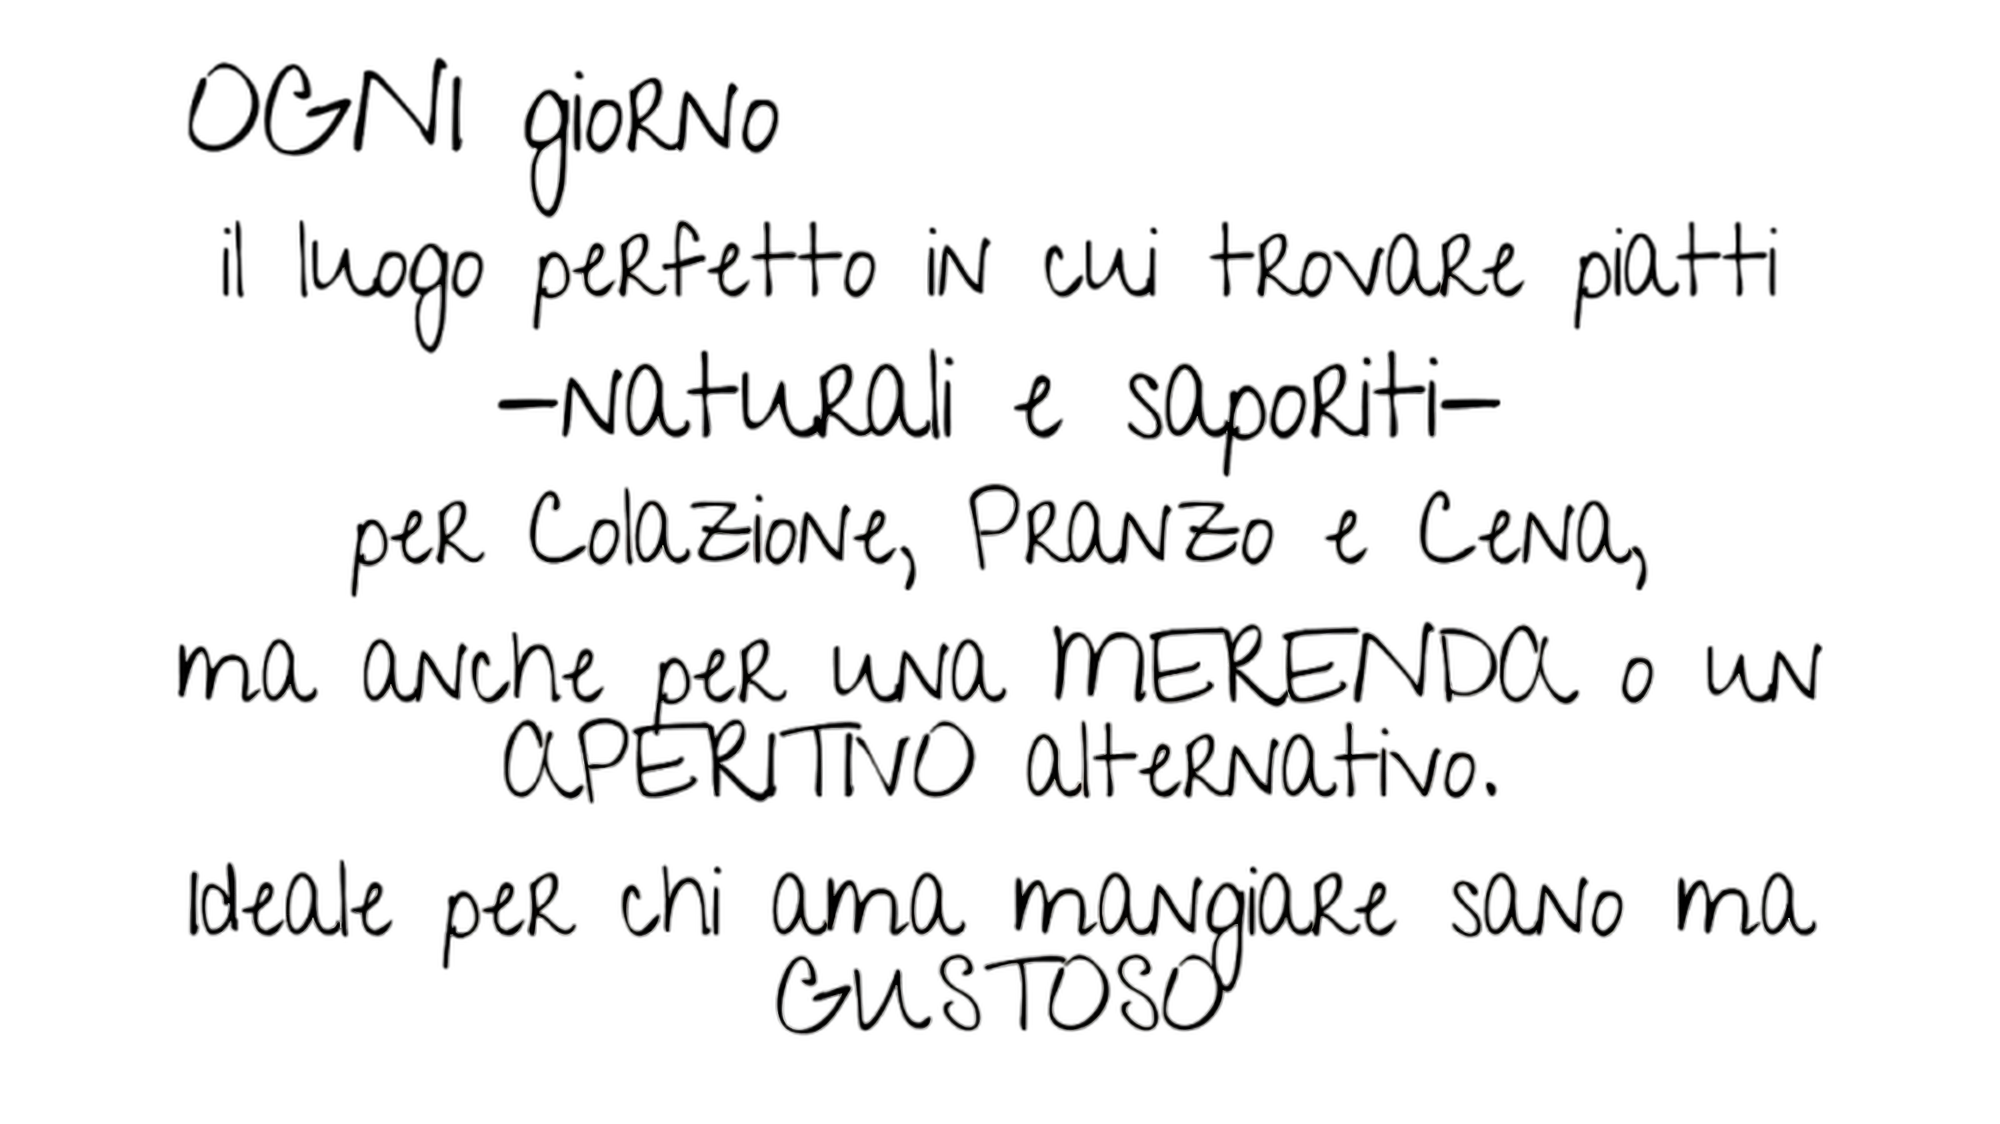 OGNI giorno
il luogo perfetto in cui trovare piatti
-naturali e saporiti-
per Colazione, Pranzo e Cena,
ma anche per una MERENDA o un
APERITIVO alternativo.
Ideale per chi ama mangiare sano ma
GUSTOSO